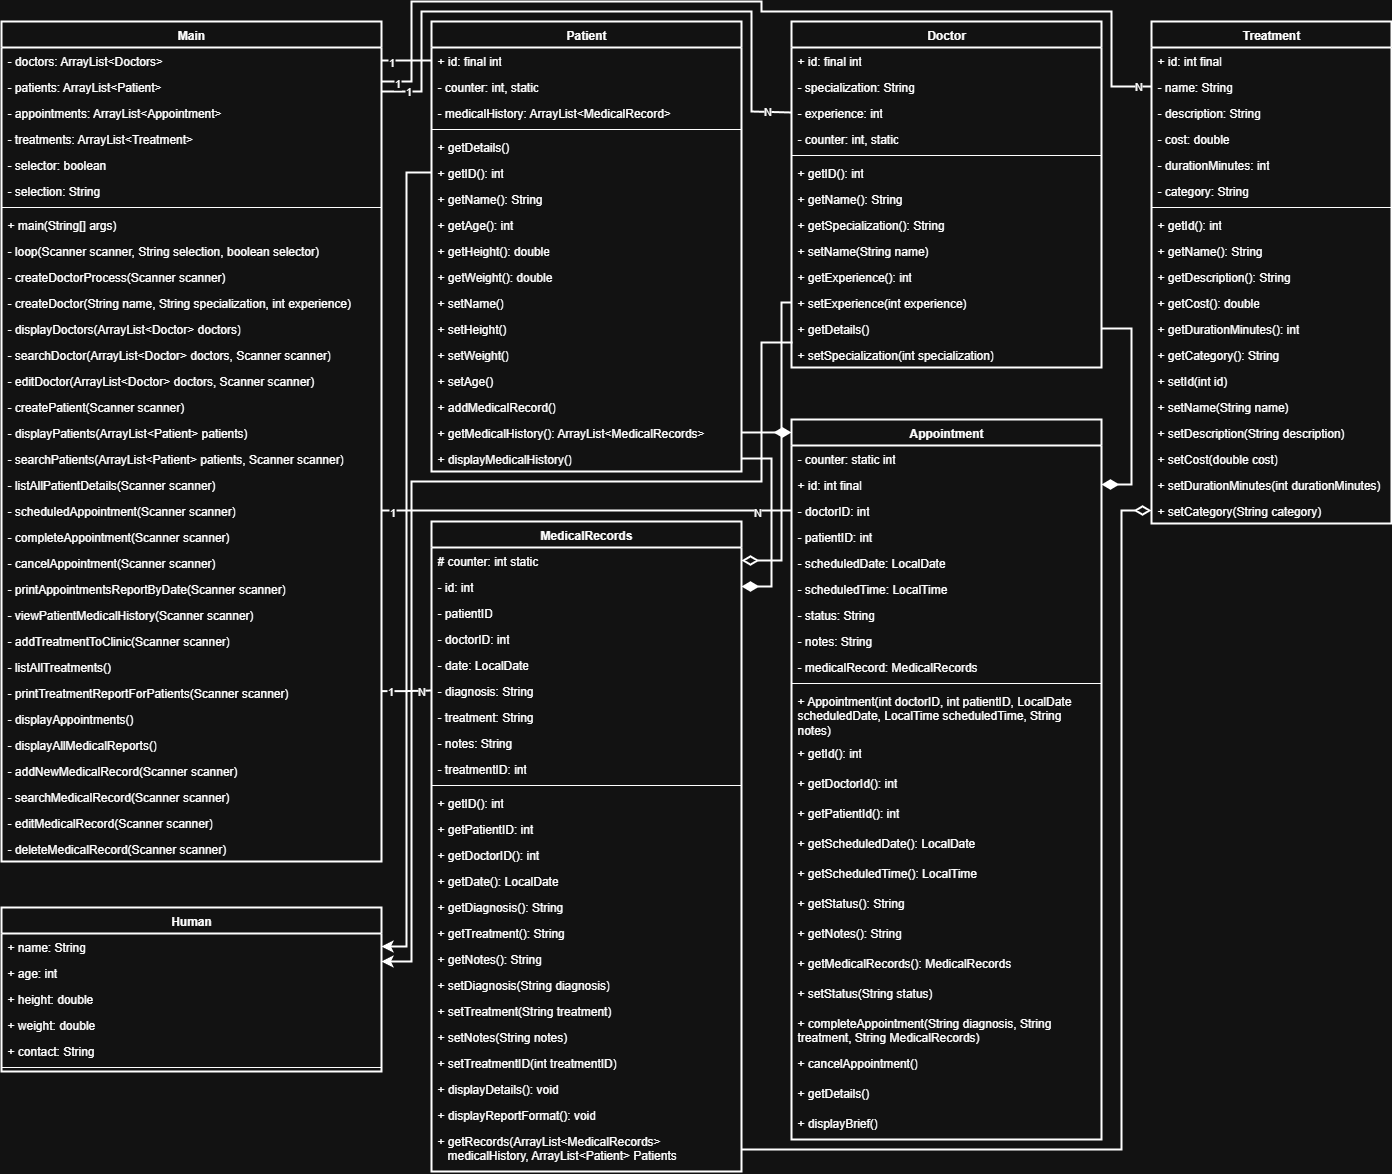 Main
- doctors: ArrayList<Doctors>
- patients: ArrayList<Patient>
- appointments: ArrayList<Appointment>
- treatments: ArrayList<Treatment>
- selector: boolean
- selection: String
+ main(String[] args)
- loop(Scanner scanner, String selection, boolean selector)
- createDoctorProcess(Scanner scanner)
- createDoctor(String name, String specialization, int experience)
- displayDoctors(ArrayList<Doctor> doctors)
- searchDoctor(ArrayList<Doctor> doctors, Scanner scanner)
- editDoctor(ArrayList<Doctor> doctors, Scanner scanner)
- createPatient(Scanner scanner)
- displayPatients(ArrayList<Patient> patients)
- searchPatients(ArrayList<Patient> patients, Scanner scanner)
- listAllPatientDetails(Scanner scanner)
- scheduledAppointment(Scanner scanner)
- completeAppointment(Scanner scanner)
- cancelAppointment(Scanner scanner)
- printAppointmentsReportByDate(Scanner scanner)
- viewPatientMedicalHistory(Scanner scanner)
- addTreatmentToClinic(Scanner scanner)
- listAllTreatments()
- printTreatmentReportForPatients(Scanner scanner)
- displayAppointments()
- displayAllMedicalReports()
- addNewMedicalRecord(Scanner scanner)
- searchMedicalRecord(Scanner scanner)
- editMedicalRecord(Scanner scanner)
- deleteMedicalRecord(Scanner scanner)
Human
+ name: String
+ age: int
+ height: double
+ weight: double
+ contact: String
1
1
1
1
1
Patient
+ id: final int
- counter: int, static
- medicalHistory: ArrayList<MedicalRecord>
+ getDetails()
+ getID(): int
+ getName(): String
+ getAge(): int
+ getHeight(): double
+ getWeight(): double
+ setName()
+ setHeight()
+ setWeight()
+ setAge()
+ addMedicalRecord()
+ getMedicalHistory(): ArrayList<MedicalRecords>
+ displayMedicalHistory()
N
MedicalRecords
# counter: int static
- id: int
- patientID
- doctorID: int
- date: LocalDate
- diagnosis: String
- treatment: String
- notes: String
- treatmentID: int
+ getID(): int
+ getPatientID: int
+ getDoctorID(): int
+ getDate(): LocalDate
+ getDiagnosis(): String
+ getTreatment(): String
+ getNotes(): String
+ setDiagnosis(String diagnosis)
+ setTreatment(String treatment)
+ setNotes(String notes)
+ setTreatmentID(int treatmentID)
+ displayDetails(): void
+ displayReportFormat(): void
+ getRecords(ArrayList<MedicalRecords>
medicalHistory, ArrayList<Patient> Patients
N
N
Doctor
+ id: final int
- specialization: String
- experience: int
- counter: int, static
+ getID(): int
+ getName(): String
+ getSpecialization(): String
+ setName(String name)
+ getExperience(): int
+ setExperience(int experience)
+ getDetails()
+ setSpecialization(int specialization)
Appointment
- counter: static int
+ id: int final
- doctorID: int
- patientID: int
- scheduledDate: LocalDate
- scheduledTime: LocalTime
- status: String
- notes: String
- medicalRecord: MedicalRecords
+ Appointment(int doctorID, int patientID, LocalDate
scheduledDate, LocalTime scheduledTime, String
notes)
+ getId(): int
+ getDoctorId(): int
+ getPatientId(): int
+ getScheduledDate(): LocalDate
+ getScheduledTime(): LocalTime
+ getStatus(): String
+ getNotes(): String
+ getMedicalRecords(): MedicalRecords
+ setStatus(String status)
+ completeAppointment(String diagnosis, String
treatment, String MedicalRecords)
+ cancelAppointment()
+ getDetails()
+ displayBrief()
N
Treatment
+ id: int final
- name: String
- description: String
- cost: double
- durationMinutes: int
- category: String
+ getId(): int
+ getName(): String
+ getDescription(): String
+ getCost(): double
+ getDurationMinutes(): int
+ getCategory(): String
+ setId(int id)
+ setName(String name)
+ setDescription(String description)
+ setCost(double cost)
+ setDurationMinutes(int durationMinutes)
+ setCategory(String category)